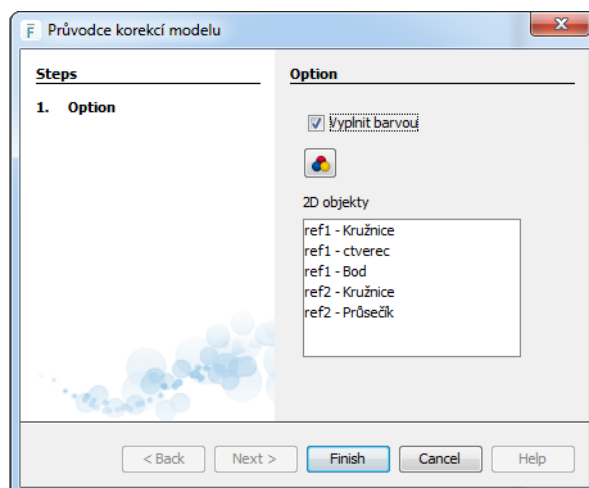 Průvodce korekcí modelu
Steps
1. Option
Option
Vyplnit barvou
2D objekty
ref1 - Kružnice
ref1 - ctverec
ref1 - Bod
ref2 - Kružnice
ref2 - Průsečík
< Back
Next >
Finish
Cancel
Help